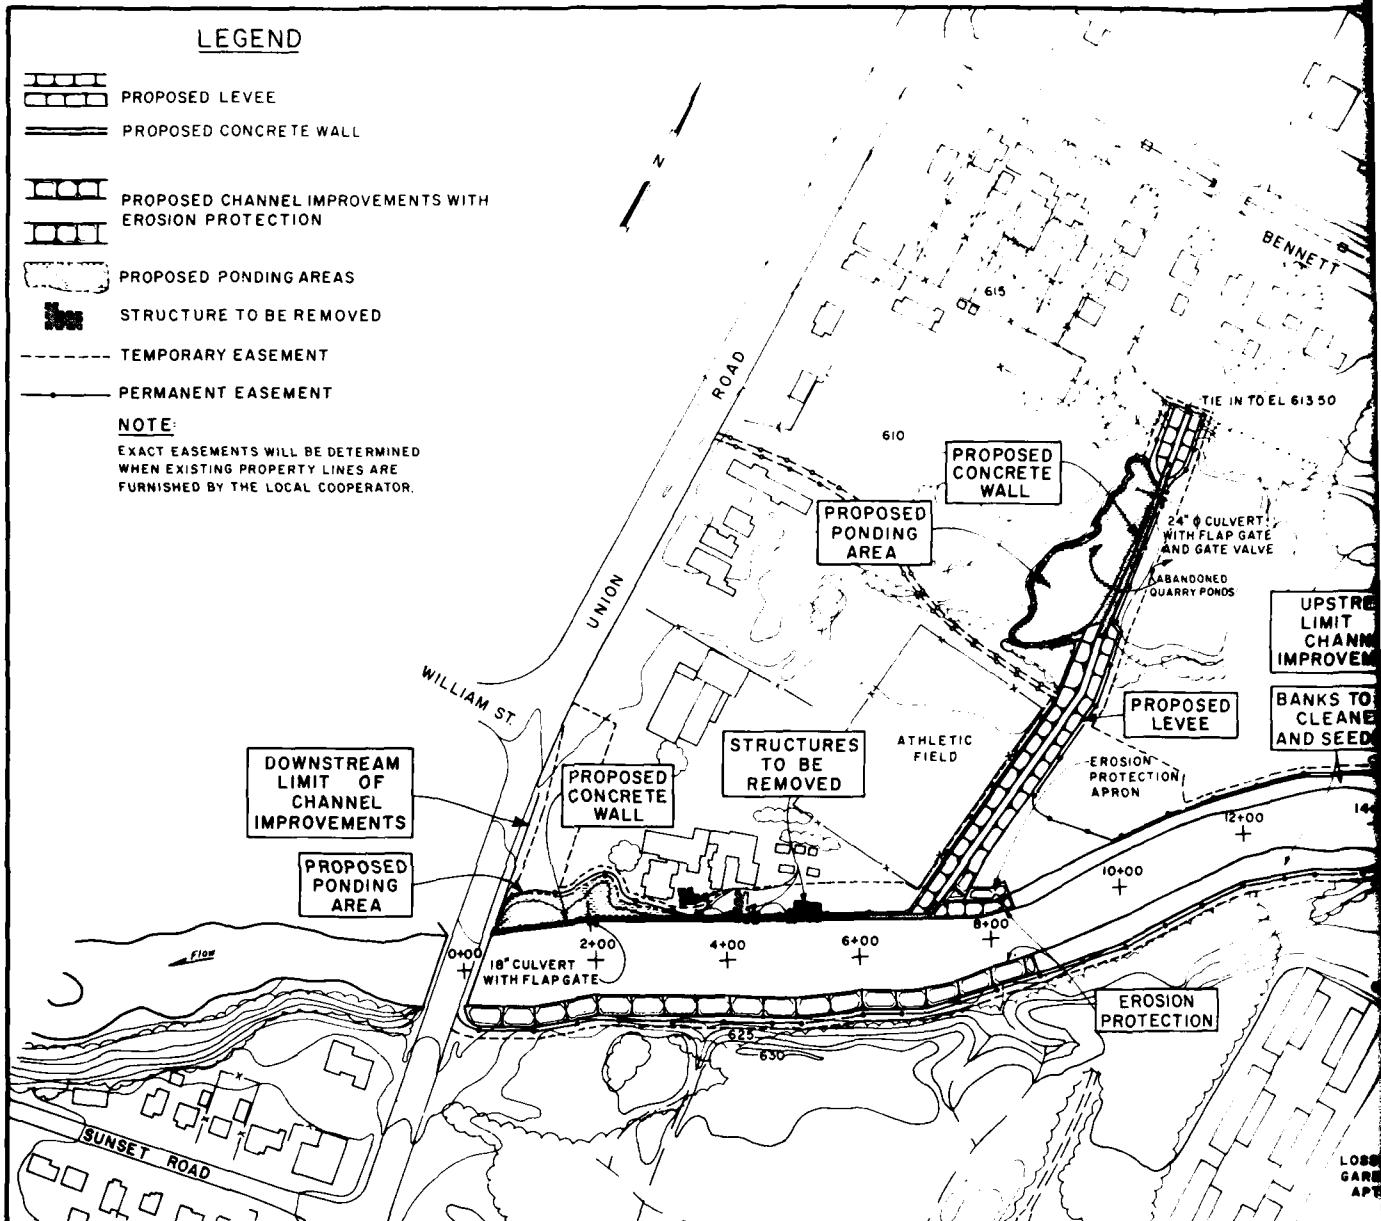 LEGEND
PROPOSED LEVEE
PROPOSED CONCRETE WALL
PROPOSED CHANNEL IMPROVEMENTS WITH
EROSION PROTECTION
PROPOSED PONDING AREAS
STRUCTURE TO BE REMOVED
TEMPORARY EASEMENT
PERMANENT EASEMENT
NOTE:
EXACT EASEMENTS WILL BE DETERMINED
WHEN EXISTING PROPERTY LINES ARE
FURNISHED BY THE LOCAL COOPERATOR.
N
BENNETT
615
ROAD
TIE IN TO EL 613.50
610
PROPOSED
CONCRETE
WALL
PROPOSED
PONDING
AREA
24" φ CULVERT
WITH FLAP GATE
AND GATE VALVE
ABANDONED
QUARRY PONDS
UNION
WILLIAM ST.
LIMIT
PROPOSED
LEVEE
BANKS TO
ATHLETIC
FIELD
STRUCTURES
TO BE
REMOVED
AND
EROSION
PROTECTION
APRON
DOWNSTREAM
LIMIT OF
CHANNEL
IMPROVEMENTS
PROPOSED
CONCRETE
WALL
PROPOSED
PONDING
AREA
12+00
10+00
8+00
6+00
4+00
2+00
0+00
FLOW
18" CULVERT
WITH FLAP GATE
EROSION
PROTECTION
625
630
SUNSET ROAD